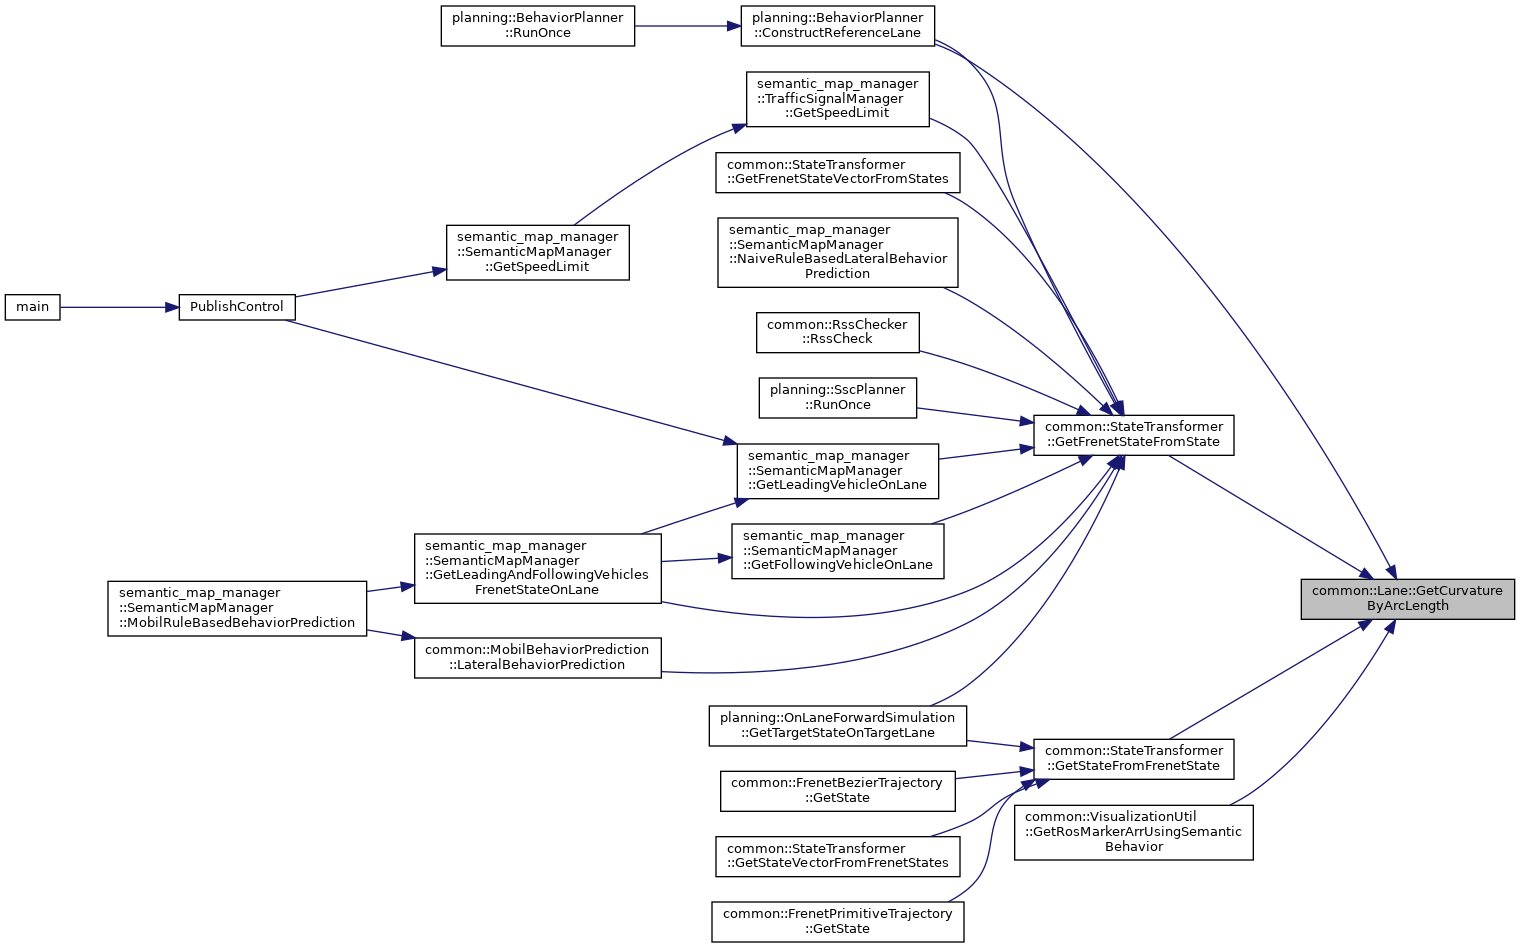 planning::BehaviorPlanner
::RunOnce
planning::BehaviorPlanner
::ConstructReferenceLane
semantic_map_manager
::TrafficSignalManager
::GetSpeedLimit
common::StateTransformer
::GetFrenetStateVectorFromStates
semantic_map_manager
::SemanticMapManager
::NaiveRuleBasedLateralBehavior
Prediction
semantic_map_manager
::SemanticMapManager
::GetSpeedLimit
main
PublishControl
common::RssChecker
::RssCheck
planning::SscPlanner
::RunOnce
common::StateTransformer
::GetFrenetStateFromState
semantic_map_manager
::SemanticMapManager
::GetLeadingVehicleOnLane
semantic_map_manager
::SemanticMapManager
::GetFollowingVehicleOnLane
semantic_map_manager
::SemanticMapManager
::GetLeadingAndFollowingVehicles
FrenetStateOnLane
semantic_map_manager
::SemanticMapManager
::MobilRuleBasedBehaviorPrediction
common::Lane::GetCurvature
ByArcLength
common::MobilBehaviorPrediction
::LateralBehaviorPrediction
planning::OnLaneForwardSimulation
::GetTargetStateOnTargetLane
common::StateTransformer
::GetStateFromFrenetState
common::FrenetBezierTrajectory
::GetState
common::VisualizationUtil
::GetRosMarkerArrUsingSemantic
Behavior
common::StateTransformer
::GetStateVectorFromFrenetStates
common::FrenetPrimitiveTrajectory
::GetState